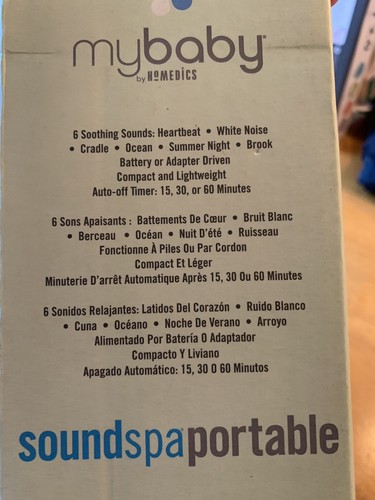 mybaby®
by HoMEDICS
6 Soothing Sounds: Heartbeat • White Noise
• Cradle • Ocean • Summer Night • Brook
Battery or Adapter Driven
Compact and Lightweight
Auto-off Timer: 15, 30, or 60 Minutes
6 Sons Apaisants : Battements De Cœur • Bruit Blanc
• Berceau • Océan • Nuit D'été • Ruisseau
Fonctionne À Piles Ou Par Cordon
Compact Et Léger
Minuterie D'arrêt Automatique Après 15, 30 Ou 60 Minutes
6 Sonidos Relajantes: Latidos Del Corazón • Ruido Blanco
• Cuna • Océano • Noche De Verano • Arroyo
Alimentado Por Batería O Adaptador
Compacto Y Liviano
Apagado Automático: 15, 30 O 60 Minutos
soundspa®portable